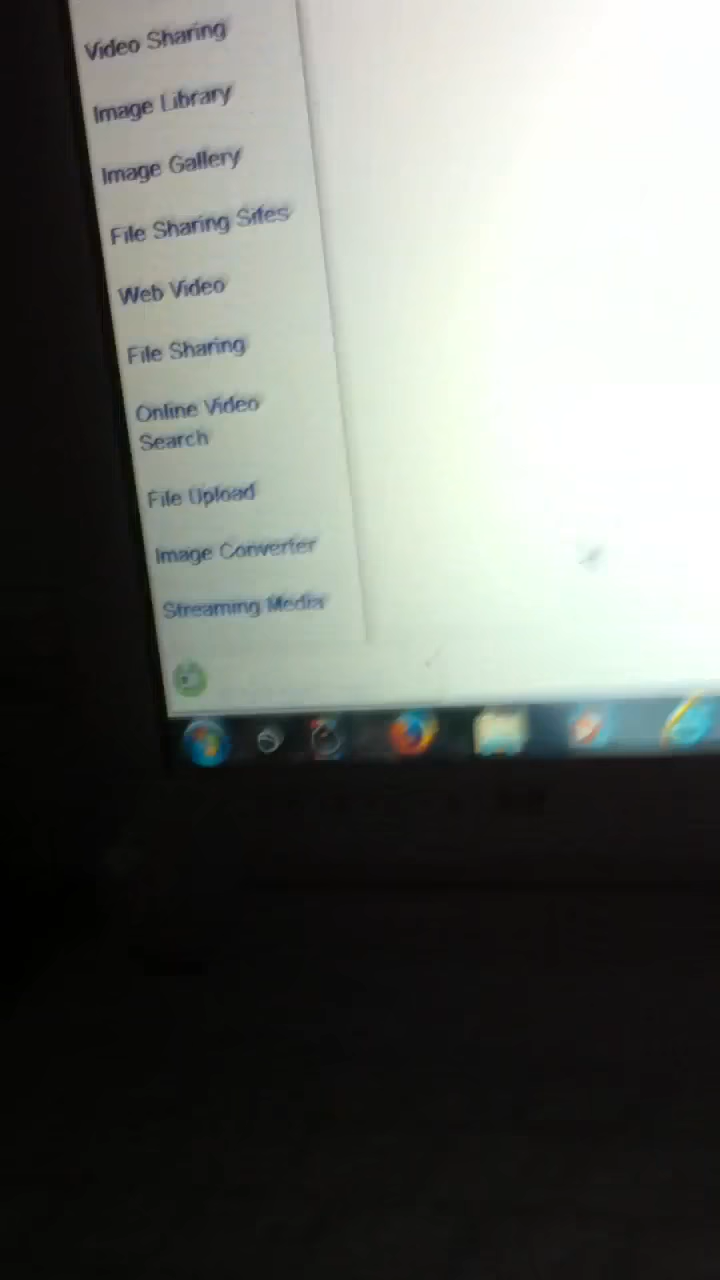 Video Sharing
Image Library
Image Gallery
File Sharing Sites
Web Video
File Sharing
Online Video
Search
File Upload
Image Converter
Streaming Media